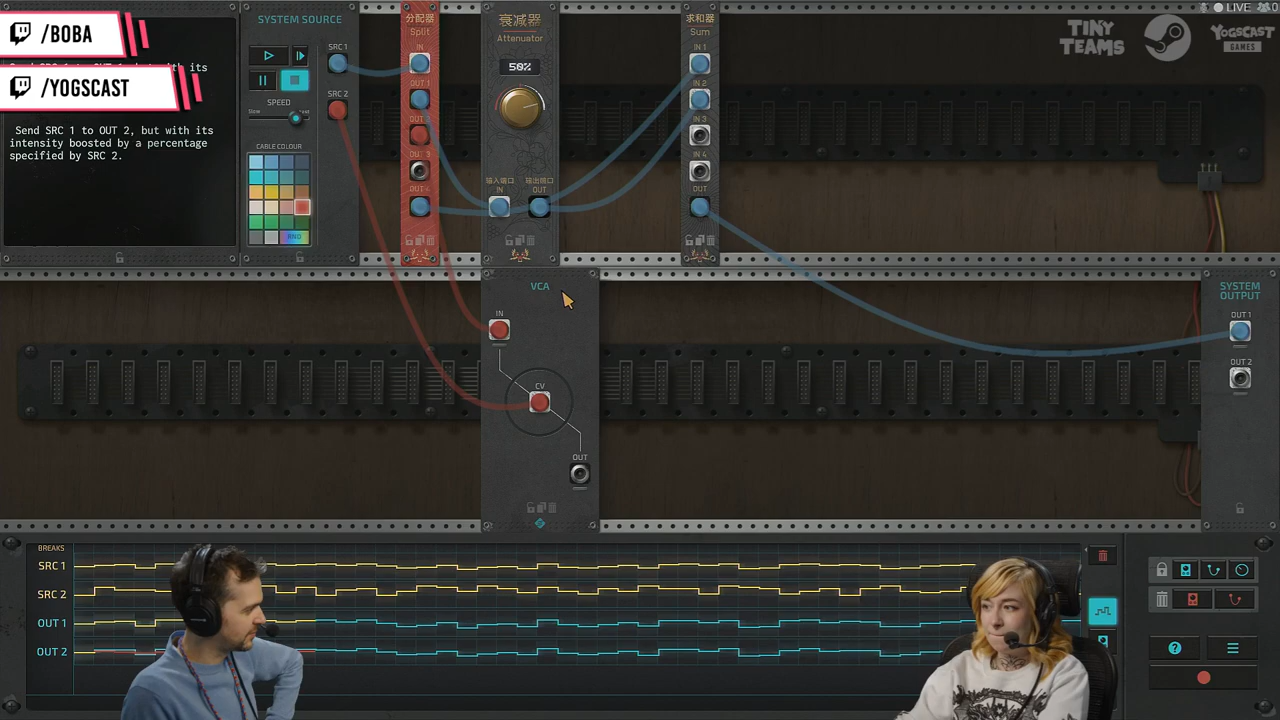 /BOBA
/YOGSCAST
its
Send SRC 1 to OUT 2, but with its
intensity boosted by a percentage
specified by SRC 2.
SYSTEM SOURCE
SRC 1
SRC 2
SPEED
Slow
CABLE COLOUR
RND
分配器
Split
IN
OUT 1
OUT 2
OUT 3
OUT 4
衰减器
Attenuator
50%
输入端口
IN
输出端口
OUT
求和器
Sum
IN 1
IN 2
IN 3
IN 4
OUT
LIVE
0
TINY
TEAMS
YOGSCAST
GAMES
VCA
IN
CV
OUT
SYSTEM
OUTPUT
OUT 1
OUT 2
BREAKS
SRC 1
SRC 2
OUT 1
OUT 2
?